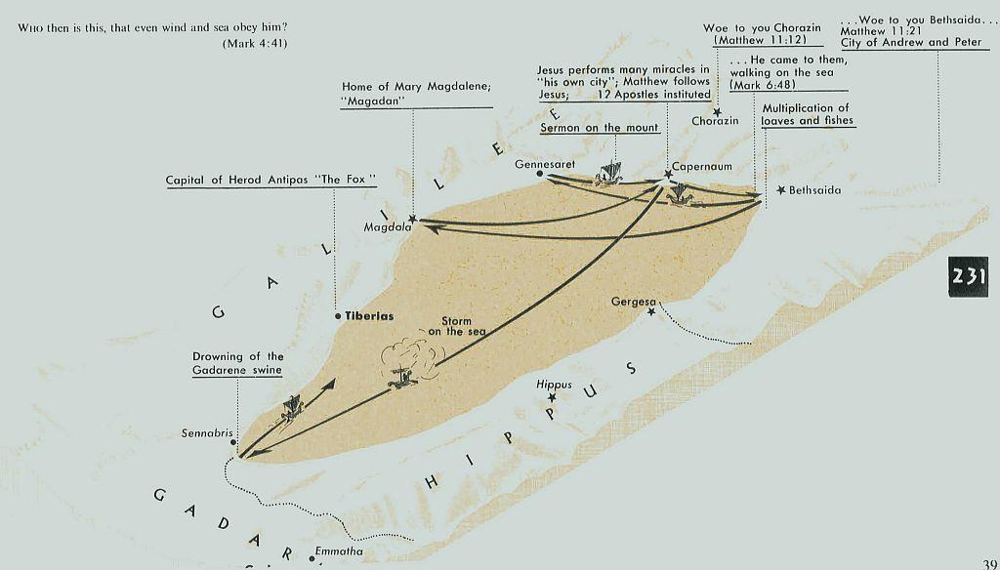 WHO then is this, that even wind and sea obey him?
(Mark 4:41)
Woe to you Chorazin
(Matthew 11:12)
...Woe to you Bethsaida...
Matthew 11:21
City of Andrew and Peter
...He came to them,
walking on the sea
(Mark 6:48)
Jesus performs many miracles in
"his own city"; Matthew follows
Jesus; 12 Apostles instituted
Home of Mary Magdalene;
"Magadan"
Multiplication of
loaves and fishes
Chorazin
Sermon on the mount
Gennesaret
Capernaum
Bethsaida
Capital of Herod Antipas "The Fox"
Magdala
GALILEE
231
Gergesa
Tiberias
Storm
on the sea
Drowning of the
Gadarene swine
Hippus
HIPPUS
Sennabris
GADAR
Emmatha
39